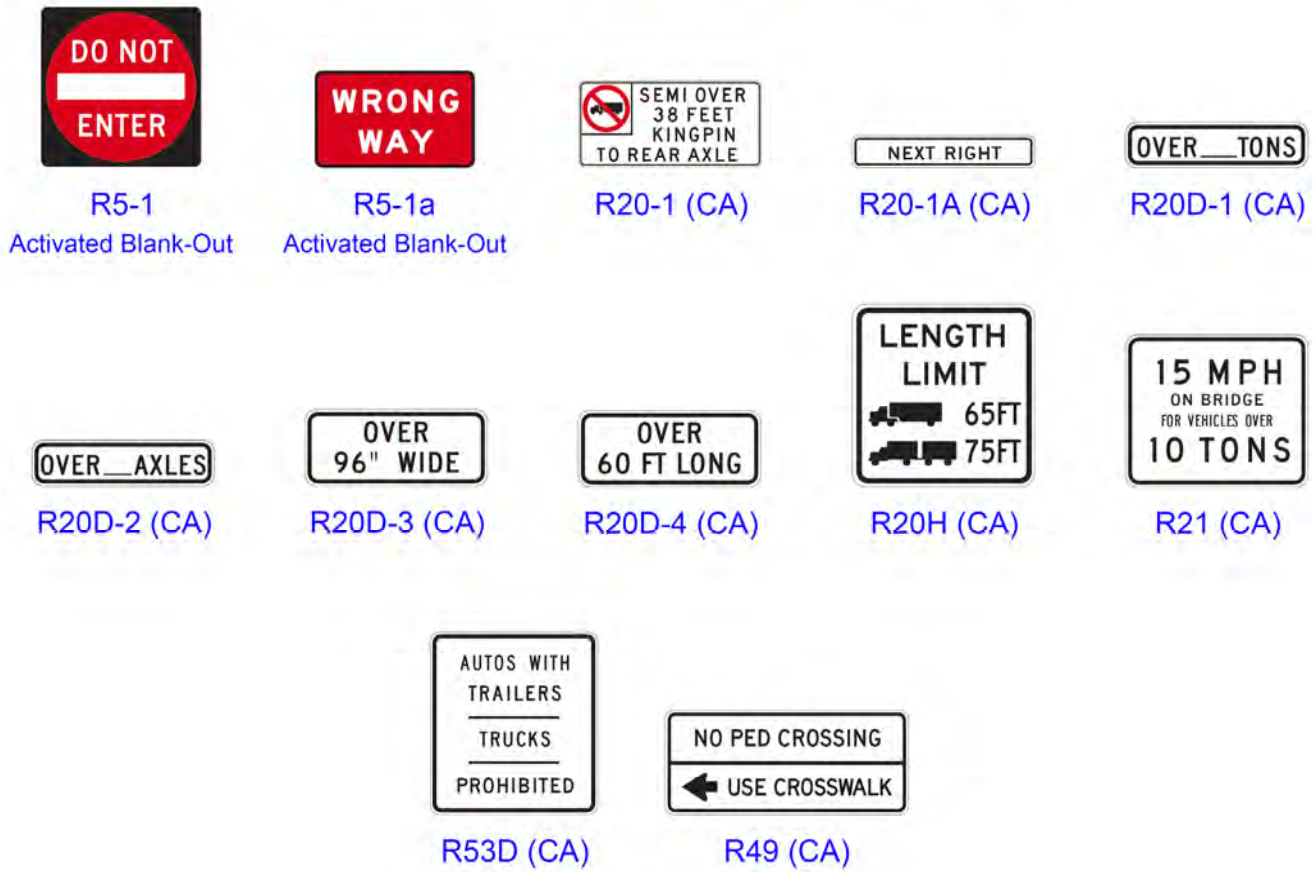 DO NOT
ENTER
R5-1
Activated Blank-Out
WRONG
WAY
R5-1a
Activated Blank-Out
SEMI OVER
38 FEET
KINGPIN
TO REAR AXLE
R20-1 (CA)
NEXT RIGHT
R20-1A (CA)
OVER___TONS
R20D-1 (CA)
OVER___AXLES
R20D-2 (CA)
OVER
96" WIDE
R20D-3 (CA)
OVER
60 FT LONG
R20D-4 (CA)
LENGTH
LIMIT
65FT
75FT
R20H (CA)
15 MPH
ON BRIDGE
FOR VEHICLES OVER
10 TONS
R21 (CA)
AUTOS WITH
TRAILERS
TRUCKS
PROHIBITED
R53D (CA)
NO PED CROSSING
USE CROSSWALK
R49 (CA)